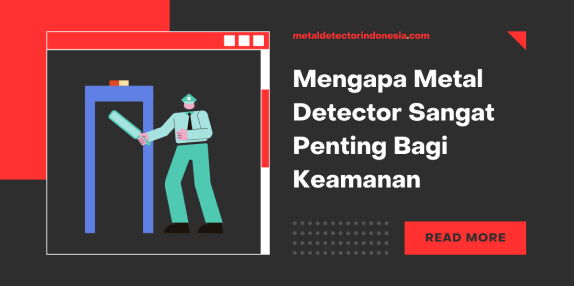 metaldetectorindonesia.com
Mengapa Metal
Detector Sangat
Penting Bagi
Keamanan
READ MORE